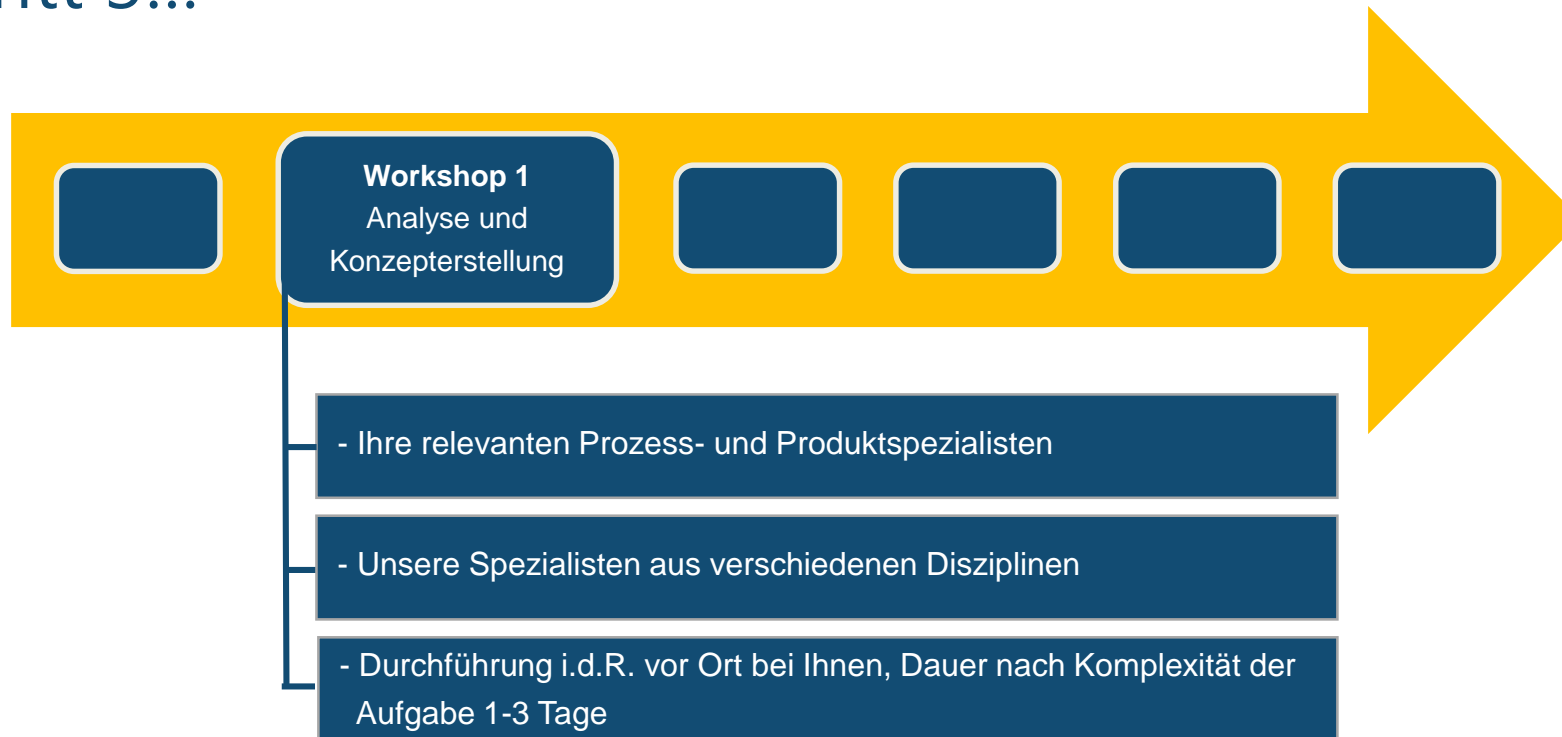 Workshop 1
Analyse und
Konzepterstellung
- Ihre relevanten Prozess- und Produktspezialisten
- Unsere Spezialisten aus verschiedenen Disziplinen
- Durchführung i.d.R. vor Ort bei Ihnen, Dauer nach Komplexität der
Aufgabe 1-3 Tage